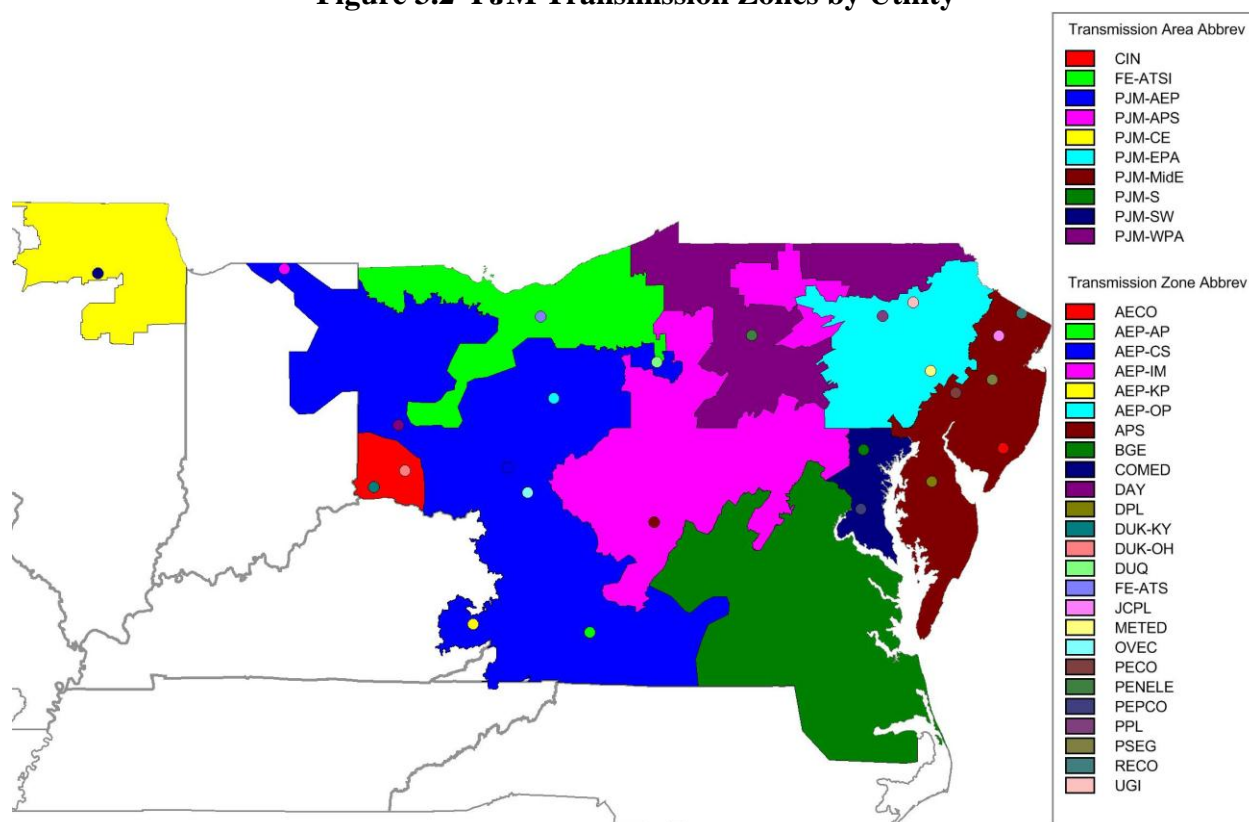 Figure 3.2 PJM Transmission Zones by Utility
Transmission Area Abbrev
CIN
FE-ATSI
PJM-AEP
PJM-APS
PJM-CE
PJM-EPA
PJM-MidE
PJM-S
PJM-SW
PJM-WPA
Transmission Zone Abbrev
AECO
AEP-AP
AEP-CS
AEP-IM
AEP-KP
AEP-OP
APS
BGE
COMED
DAY
DPL
DUK-KY
DUK-OH
DUQ
FE-ATS
JCPL
METED
OVEC
PECO
PENELE
PEPCO
PPL
PSEG
RECO
UGI